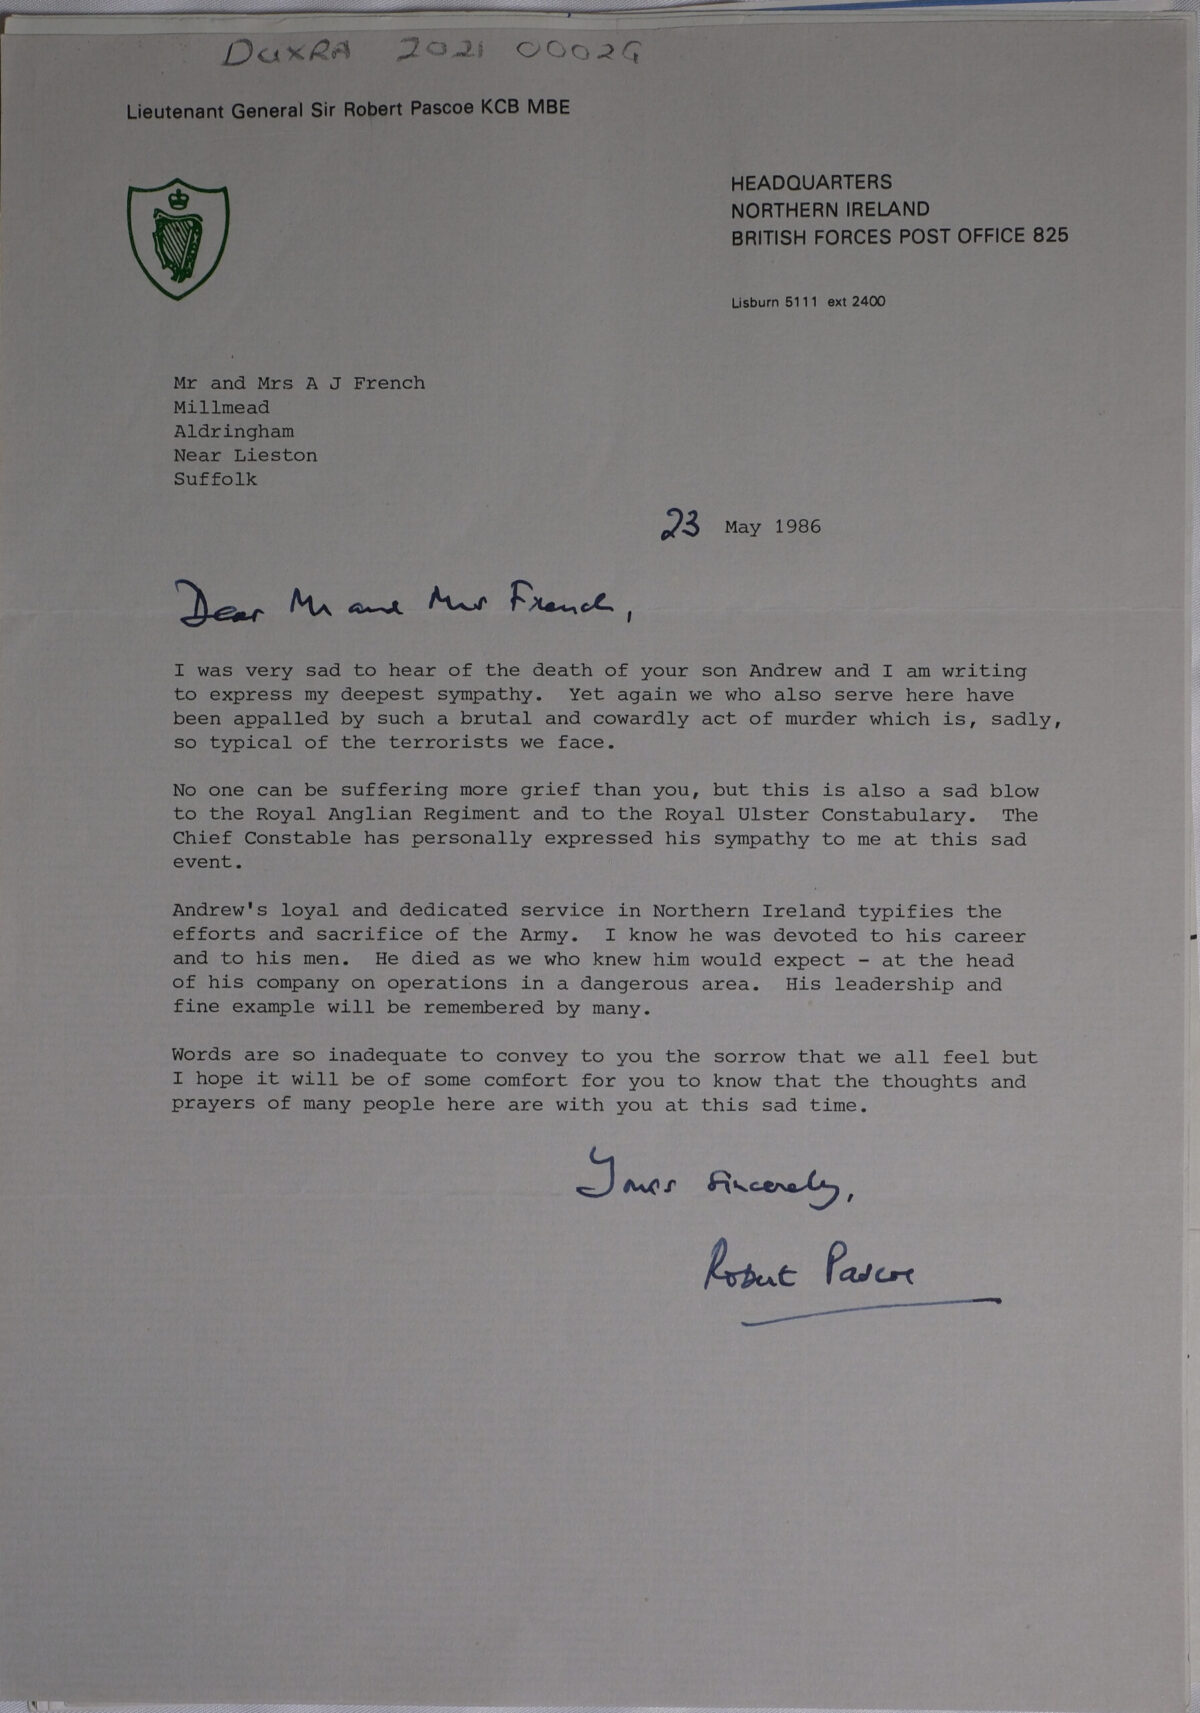 DUXRA 2021 00029
Lieutenant General Sir Robert Pascoe KCB MBE
HEADQUARTERS
NORTHERN IRELAND
BRITISH FORCES POST OFFICE 825
Lisburn 5111 ext 2400
Mr and Mrs A J French
Millmead
Aldringham
Near Lieston
Suffolk
23 May 1986
Dear Mr and Mrs French,
I was very sad to hear of the death of your son Andrew and I am writing
to express my deepest sympathy. Yet again we who also serve here have
been appalled by such a brutal and cowardly act of murder which is, sadly,
so typical of the terrorists we face.
No one can be suffering more grief than you, but this is also a sad blow
to the Royal Anglian Regiment and to the Royal Ulster Constabulary. The
Chief Constable has personally expressed his sympathy to me at this sad
event.
Andrew's loyal and dedicated service in Northern Ireland typifies the
efforts and sacrifice of the Army. I know he was devoted to his career
and to his men. He died as we who knew him would expect - at the head
of his company on operations in a dangerous area. His leadership and
fine example will be remembered by many.
Words are so inadequate to convey to you the sorrow that we all feel but
I hope it will be of some comfort for you to know that the thoughts and
prayers of many people here are with you at this sad time.
Yours sincerely,
Robert Pascoe